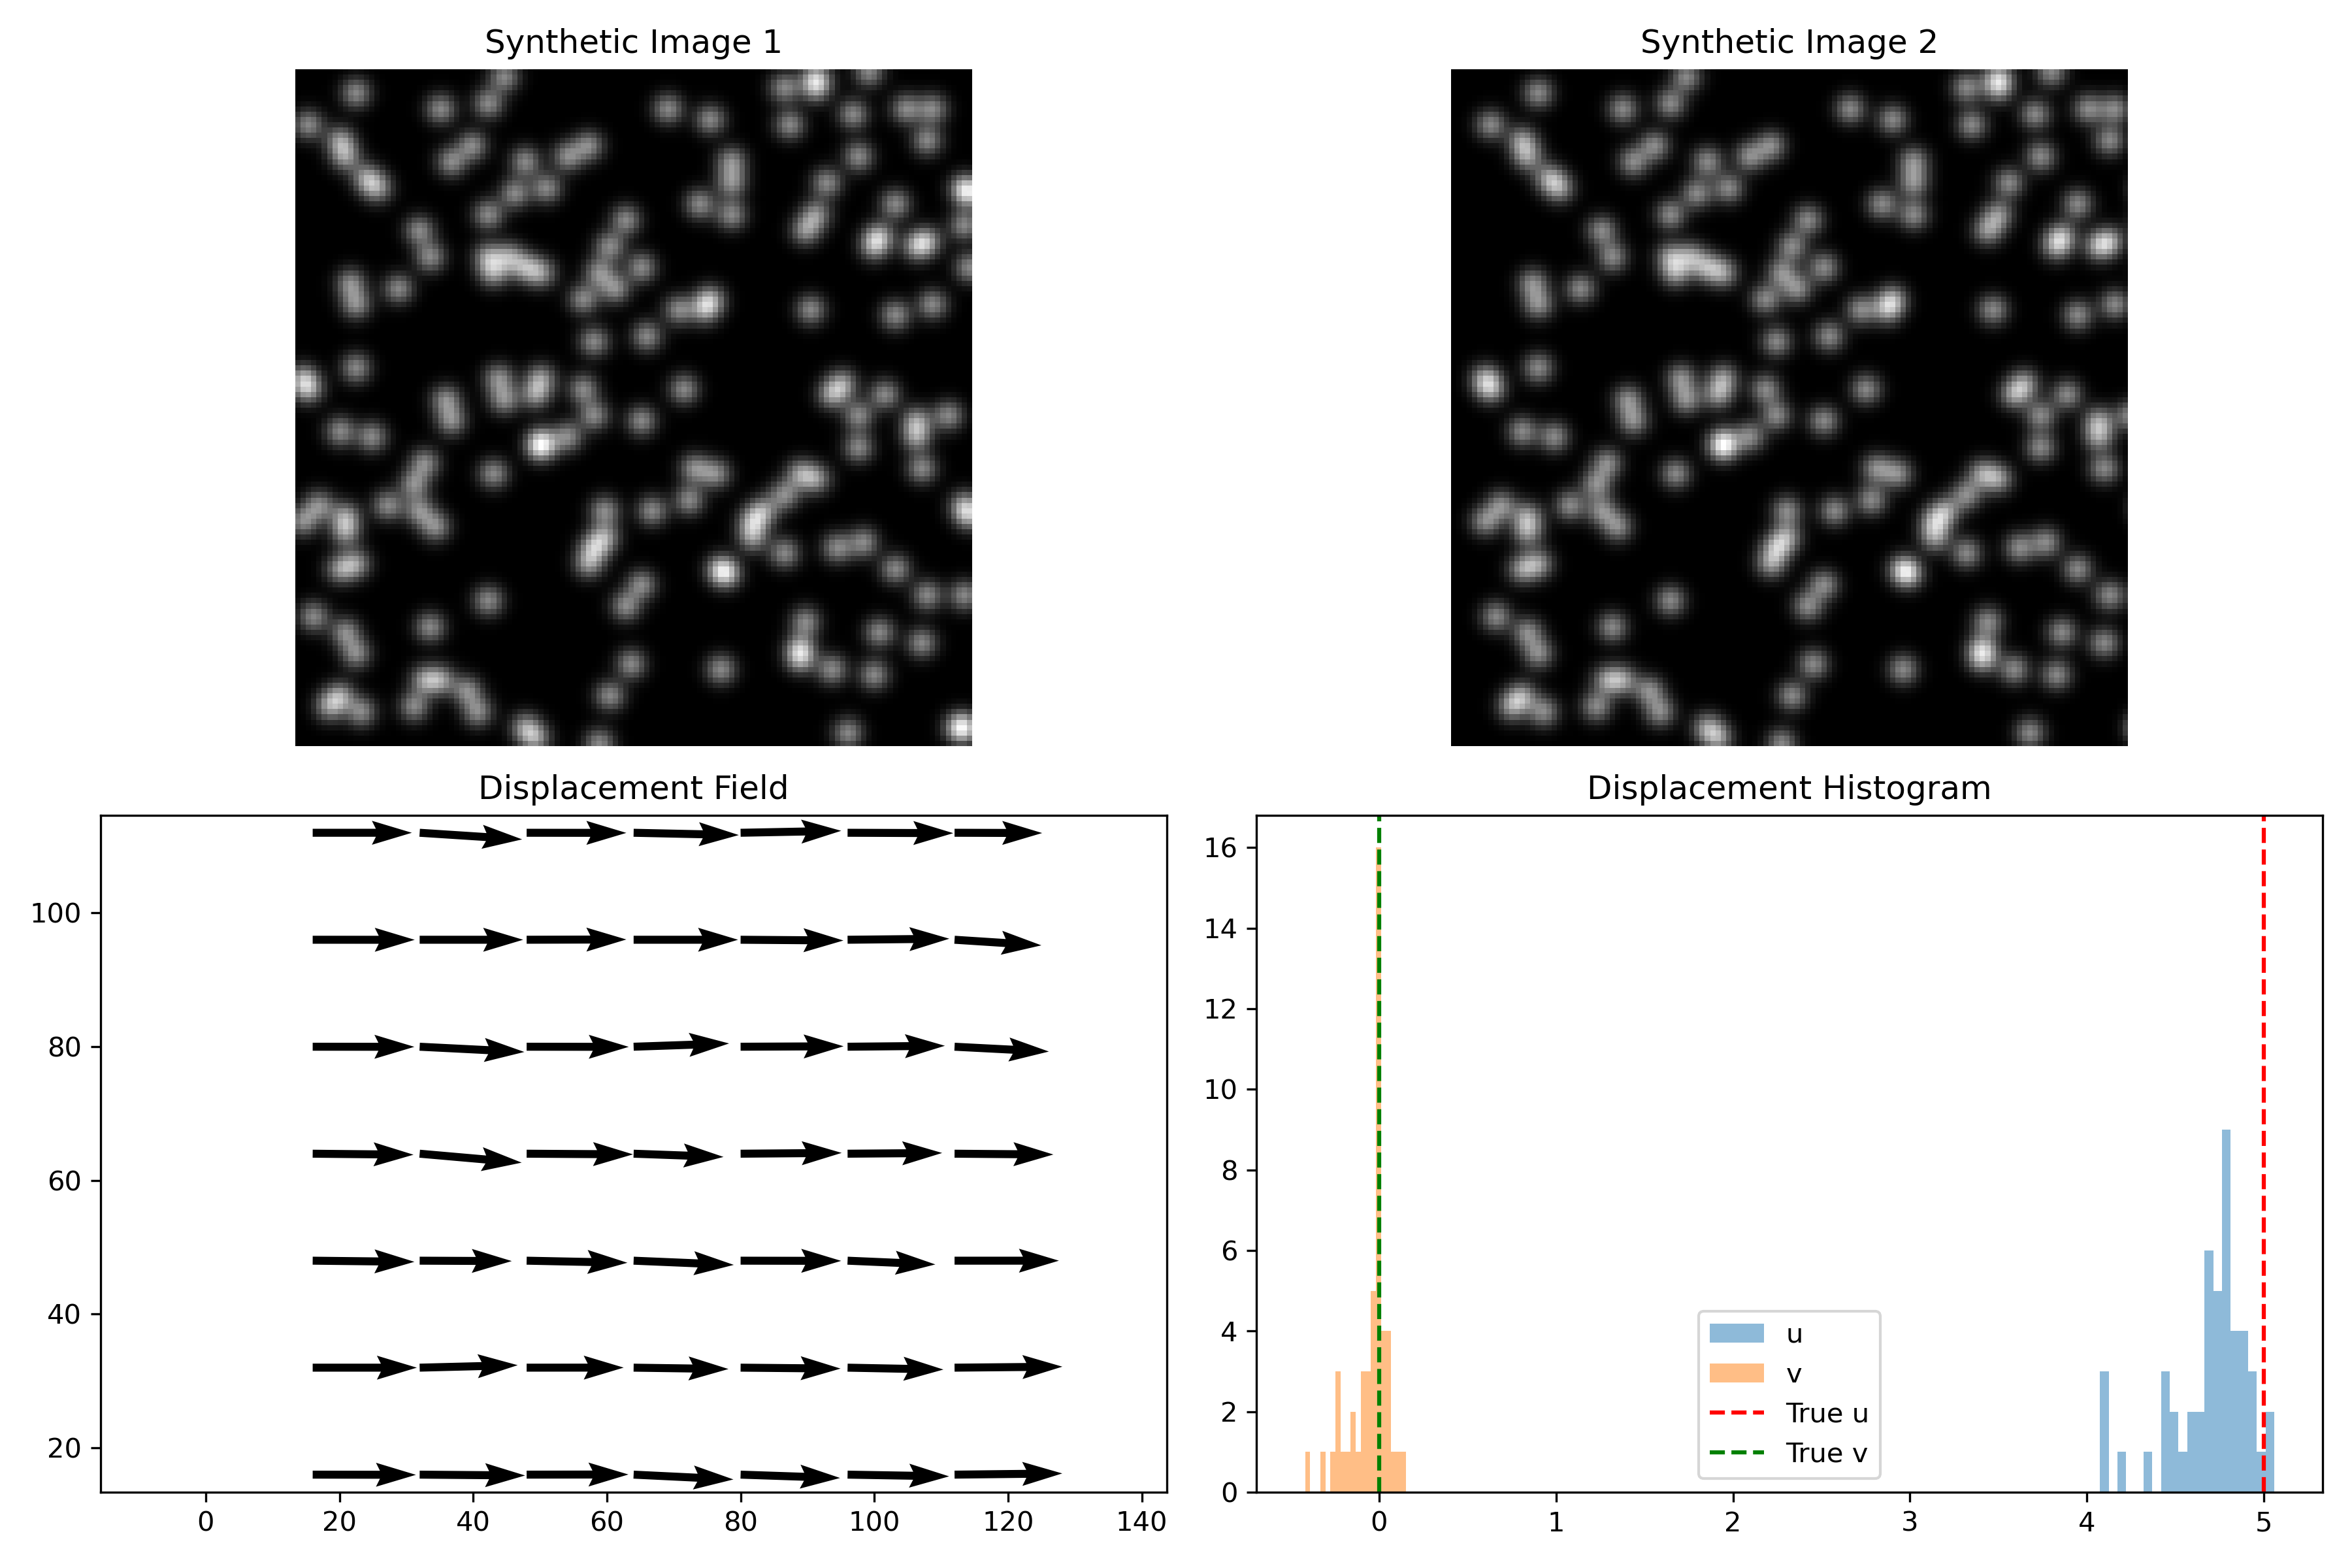 Synthetic Image 1
Synthetic Image 2
Displacement Field
100
80
60
40
20
0 20 40 60 80 100 120 140
Displacement Histogram
16
14
12
10
8
6
4
2
0
0 1 2 3 4 5
u
v
True u
True v